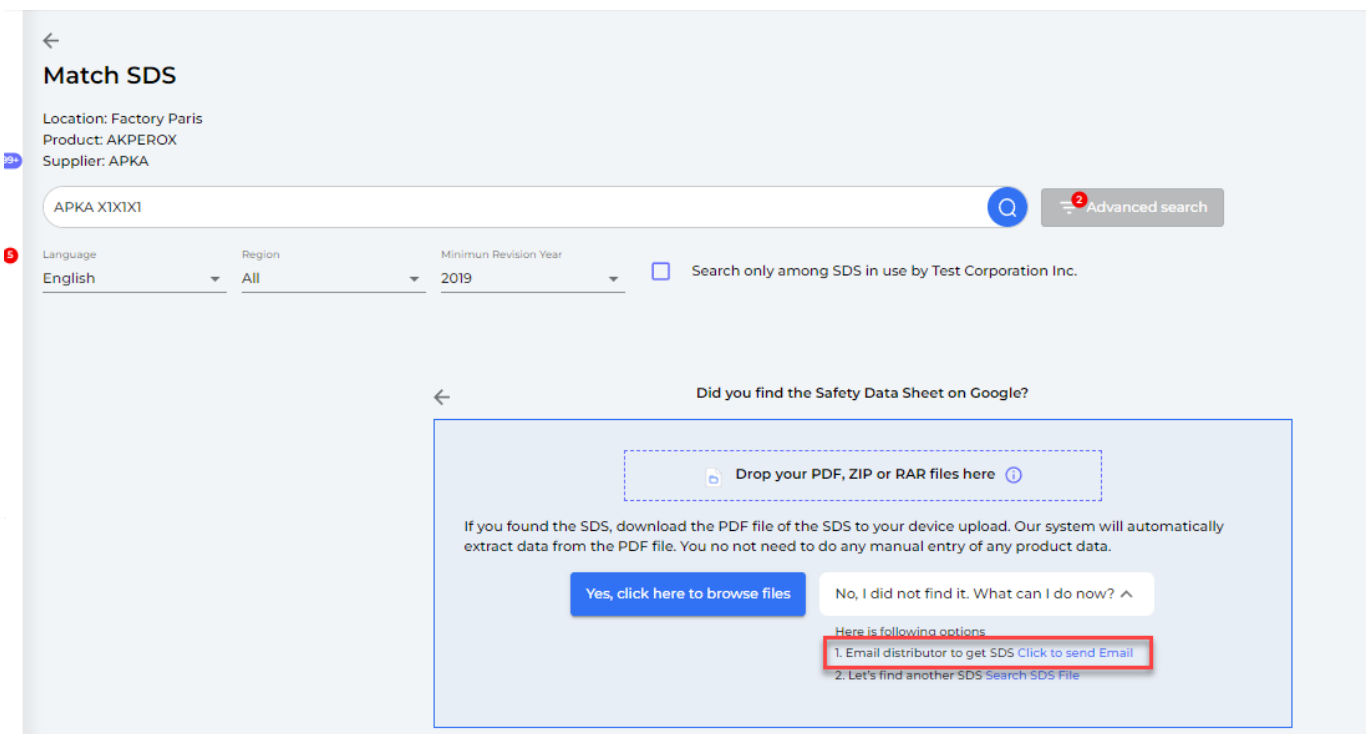 Match SDS
Location: Factory Paris
Product: AKPEROX
99+
Supplier: APKA
APKA X1X1X1
2
Advanced search
5
Language
Region
Minimun Revision Year
English
All
2019
Search only among SDS in use by Test Corporation Inc.
Did you find the Safety Data Sheet on Google?
Drop your PDF, ZIP or RAR files here
If you found the SDS, download the PDF file of the SDS to your device upload. Our system will automatically
extract data from the PDF file. You no not need to do any manual entry of any product data.
Yes, click here to browse files
No, I did not find it. What can I do now?
Here is following options
1. Email distributor to get SDS Click to send Email
2. Let's find another SDS Search SDS File